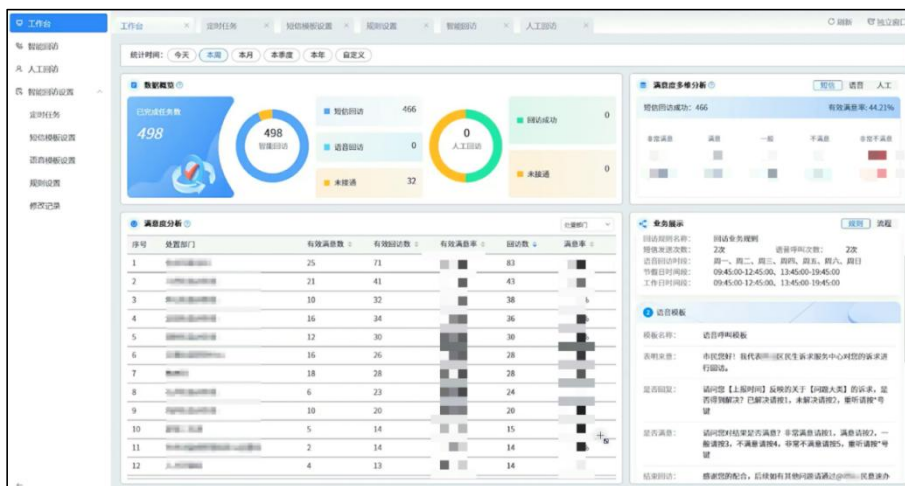 工作台
智能回访
人工回访
智能回访设置
定时任务
短信模板设置
语音模板设置
规则设置
修改记录
工作台 × 定时任务 × 短信模板设置 × 规则设置 × 智能回访 × 人工回访 ×
刷新 独立窗口
统计时间: 今天 本周 本月 本季度 本年 自定义
数据概览
已完成任务数
498
498
智能回访
短信回访 466
语音回访 0
未接通 32
0
人工回访
回访成功 0
未接通 0
满意度多维分析
短信 语音 人工
短信回访成功: 466 有效满意率: 44.21%
非常满意 满意 一般 不满意 非常不满意
满意度分析
处置部门
序号 处置部门 有效满意数 有效回访数 有效满意率 回访数 满意率
1 25 71 83
2 21 41 43
3 10 32 38
4 16 34 36
5 12 30 30
6 16 26 28
7 18 28 28
8 6 23 24
9 10 20 20
10 5 14 15
11 2 14 14
12 4 13 14
业务展示
规则 流程
回访规则名称: 回访业务规则
短信发送次数: 2次 语音呼叫次数: 2次
语音回访时段: 周一、周二、周三、周四、周五、周六、周日
节假日时间段: 09:45:00-12:45:00、13:45:00-19:45:00
工作日时间段: 09:45:00-12:45:00、13:45:00-19:45:00
语音模板
模板名称: 语音呼叫模板
表明来意: 市民您好！我代表 区民生诉求服务中心对您的诉求进
行回访。
是否回复: 请问您【上报时间】反映的关于【问题大类】的诉求，是
否得到解决？已解决请按1，未解决请按2，重听请按*号
键
是否满意: 请问您对结果是否满意？非常满意请按1，满意请按2，一
般请按3，不满意请按4，非常不满意请按5，重听请按*号
键
结束回访: 感谢您的配合，后续如有其他问题请通过 民意速办